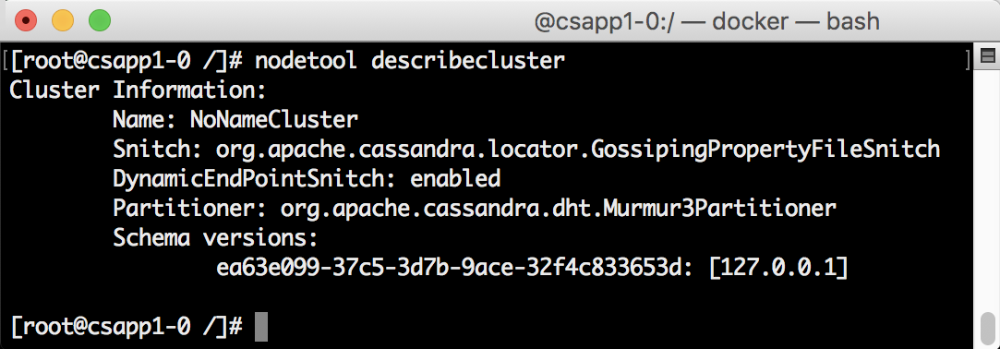 @csapp1-0:/ — docker — bash
[root@csapp1-0 /]# nodetool describecluster
Cluster Information:
Name: NoNameCluster
Snitch: org.apache.cassandra.locator.GossipingPropertyFileSnitch
DynamicEndPointSnitch: enabled
Partitioner: org.apache.cassandra.dht.Murmur3Partitioner
Schema versions:
ea63e099-37c5-3d7b-9ace-32f4c833653d: [127.0.0.1]
[root@csapp1-0 /]#